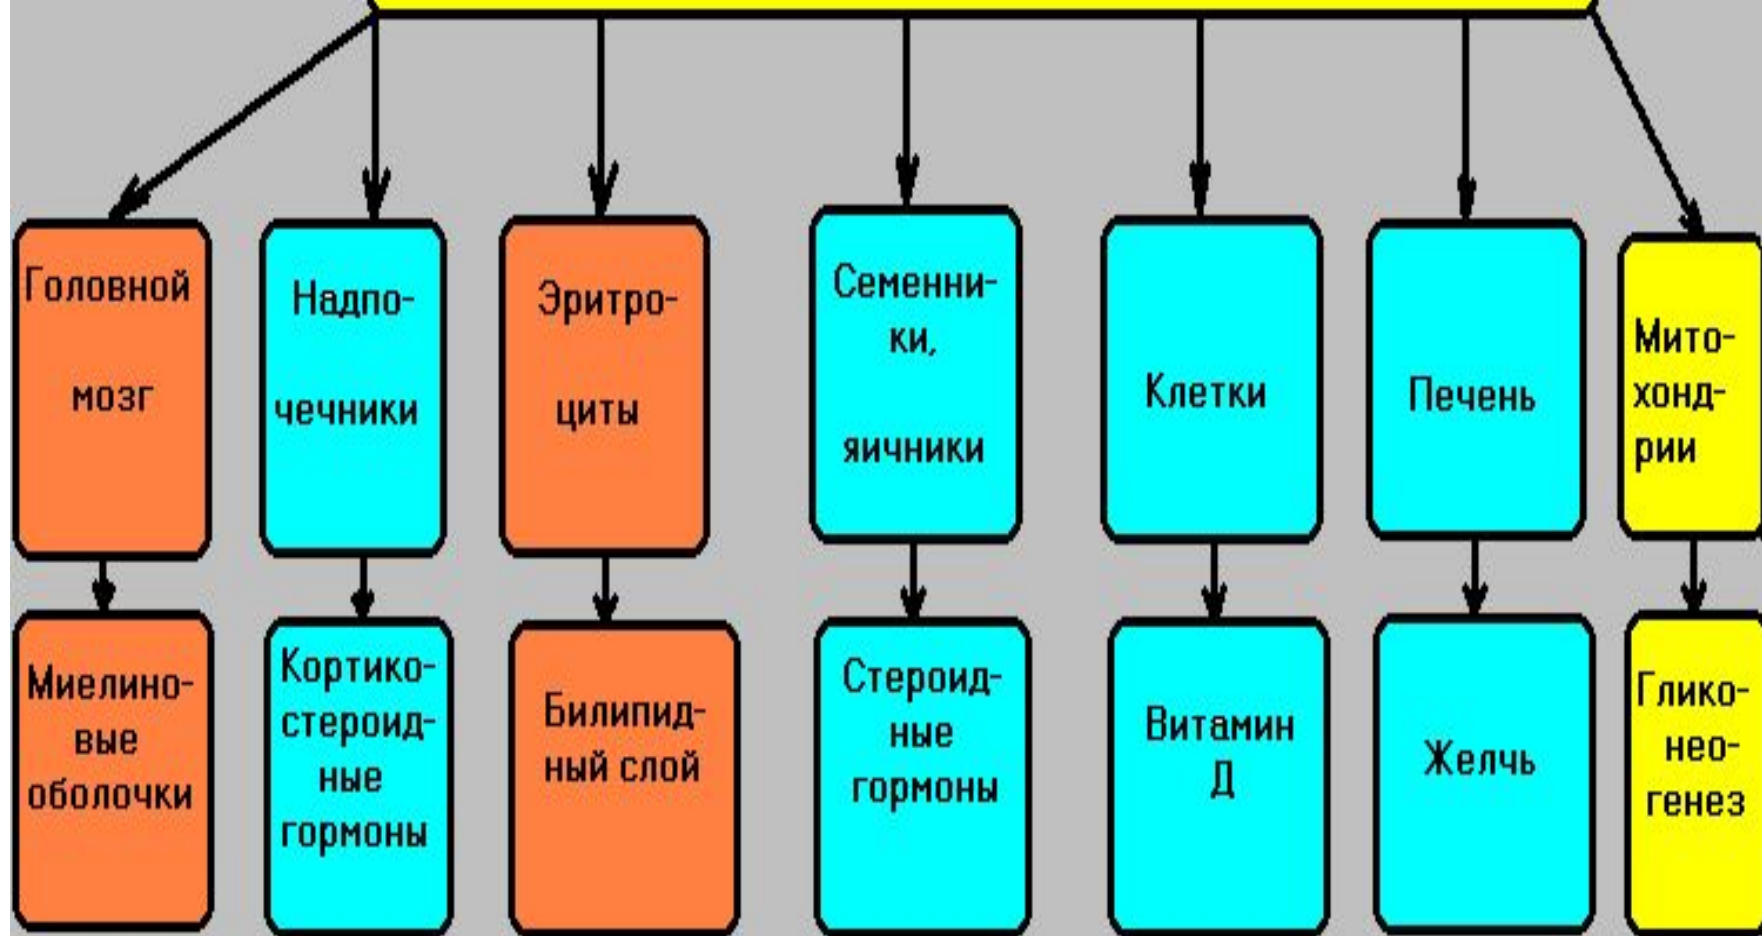 Головной
мозг
Надпо-
чечники
Эритро-
циты
Семенни-
ки,
яичники
Клетки
Печень
Мито-
хонд-
рии
Миелино-
вые
оболочки
Кортико-
стероид-
ные
гормоны
Билипид-
ный слой
Стероид-
ные
гормоны
Витамин
Д
Желчь
Глико-
нео-
генез